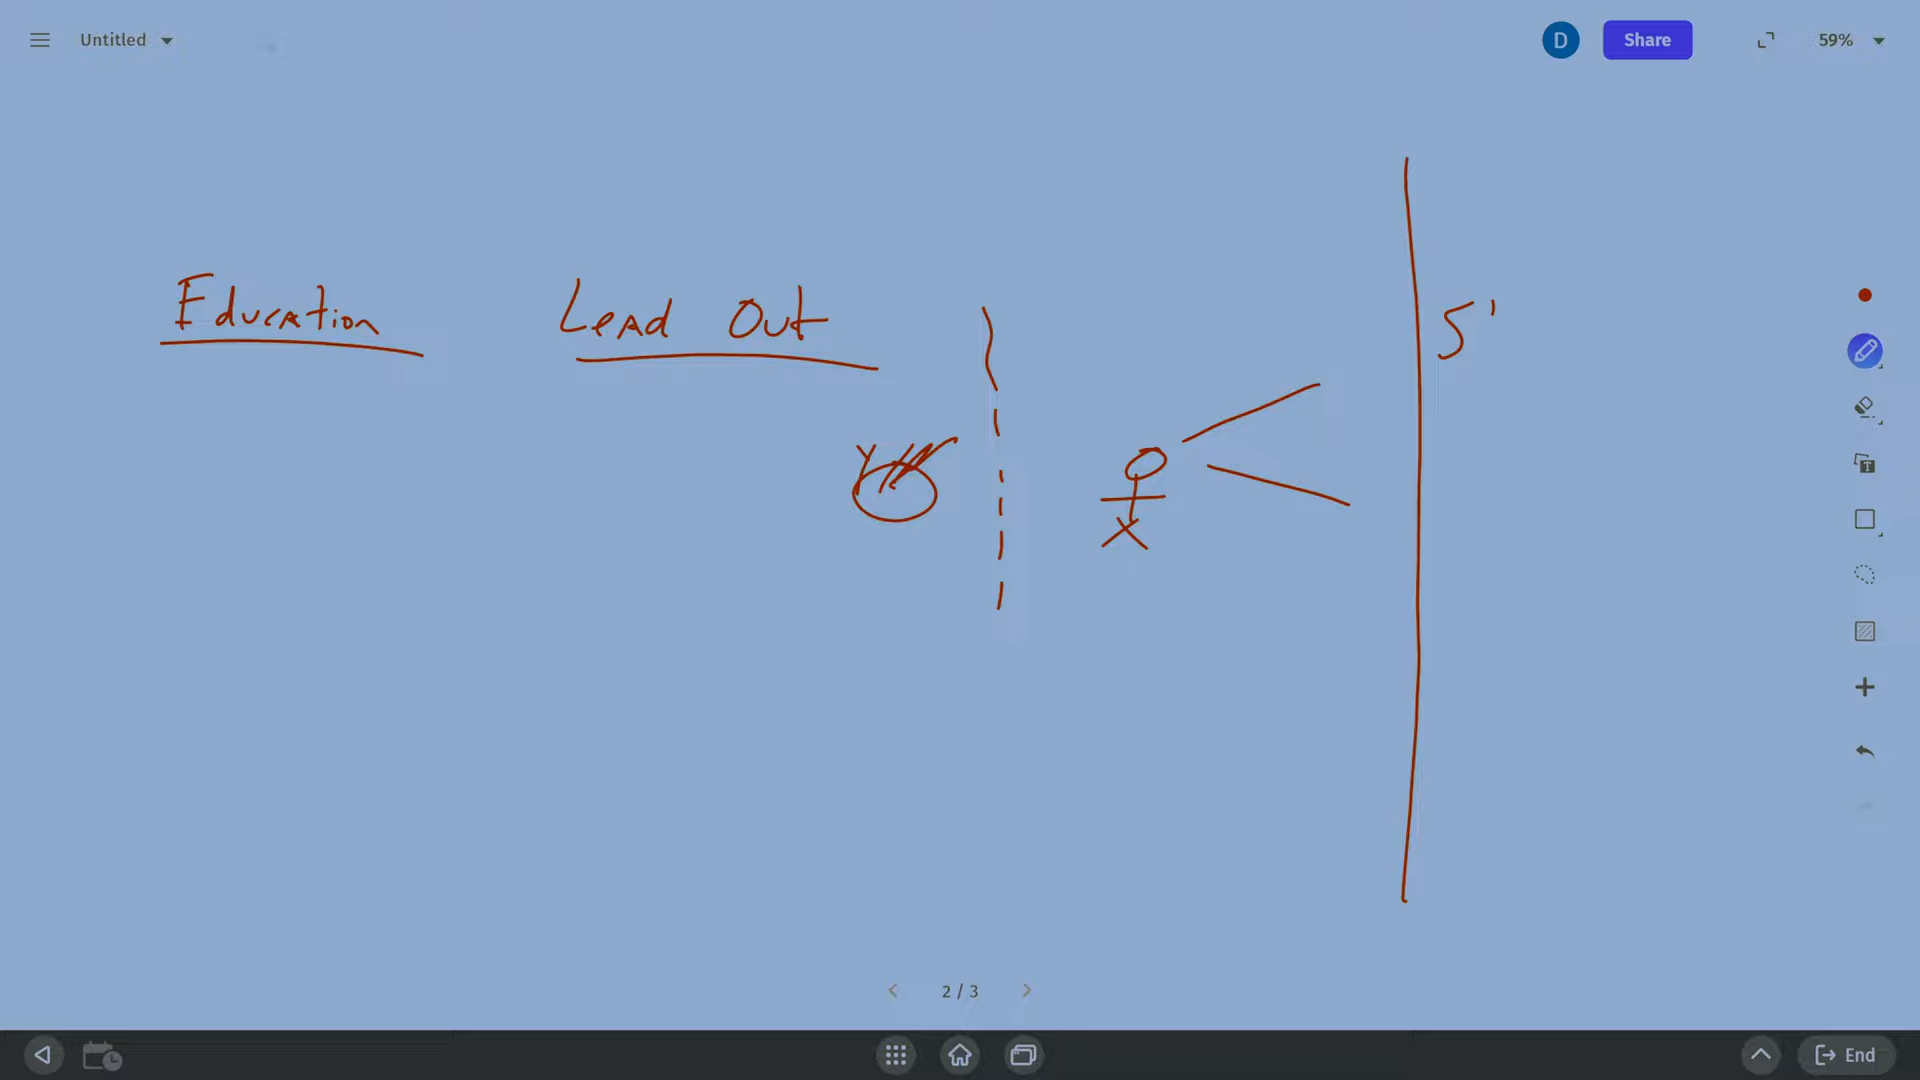 Untitled
D
Share
59%
Education
Lead Out
5'
2 / 3
End